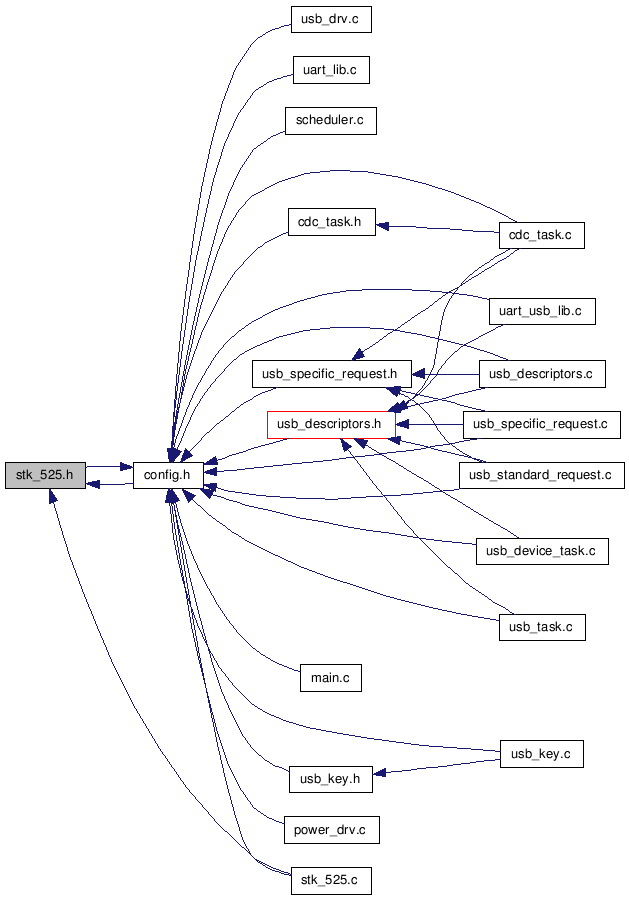 usb_drv.c
uart_lib.c
scheduler.c
cdc_task.h
cdc_task.c
uart_usb_lib.c
usb_specific_request.h
usb_descriptors.c
usb_descriptors.h
usb_specific_request.c
stk_525.h
config.h
usb_standard_request.c
usb_device_task.c
usb_task.c
main.c
usb_key.c
usb_key.h
power_drv.c
stk_525.c